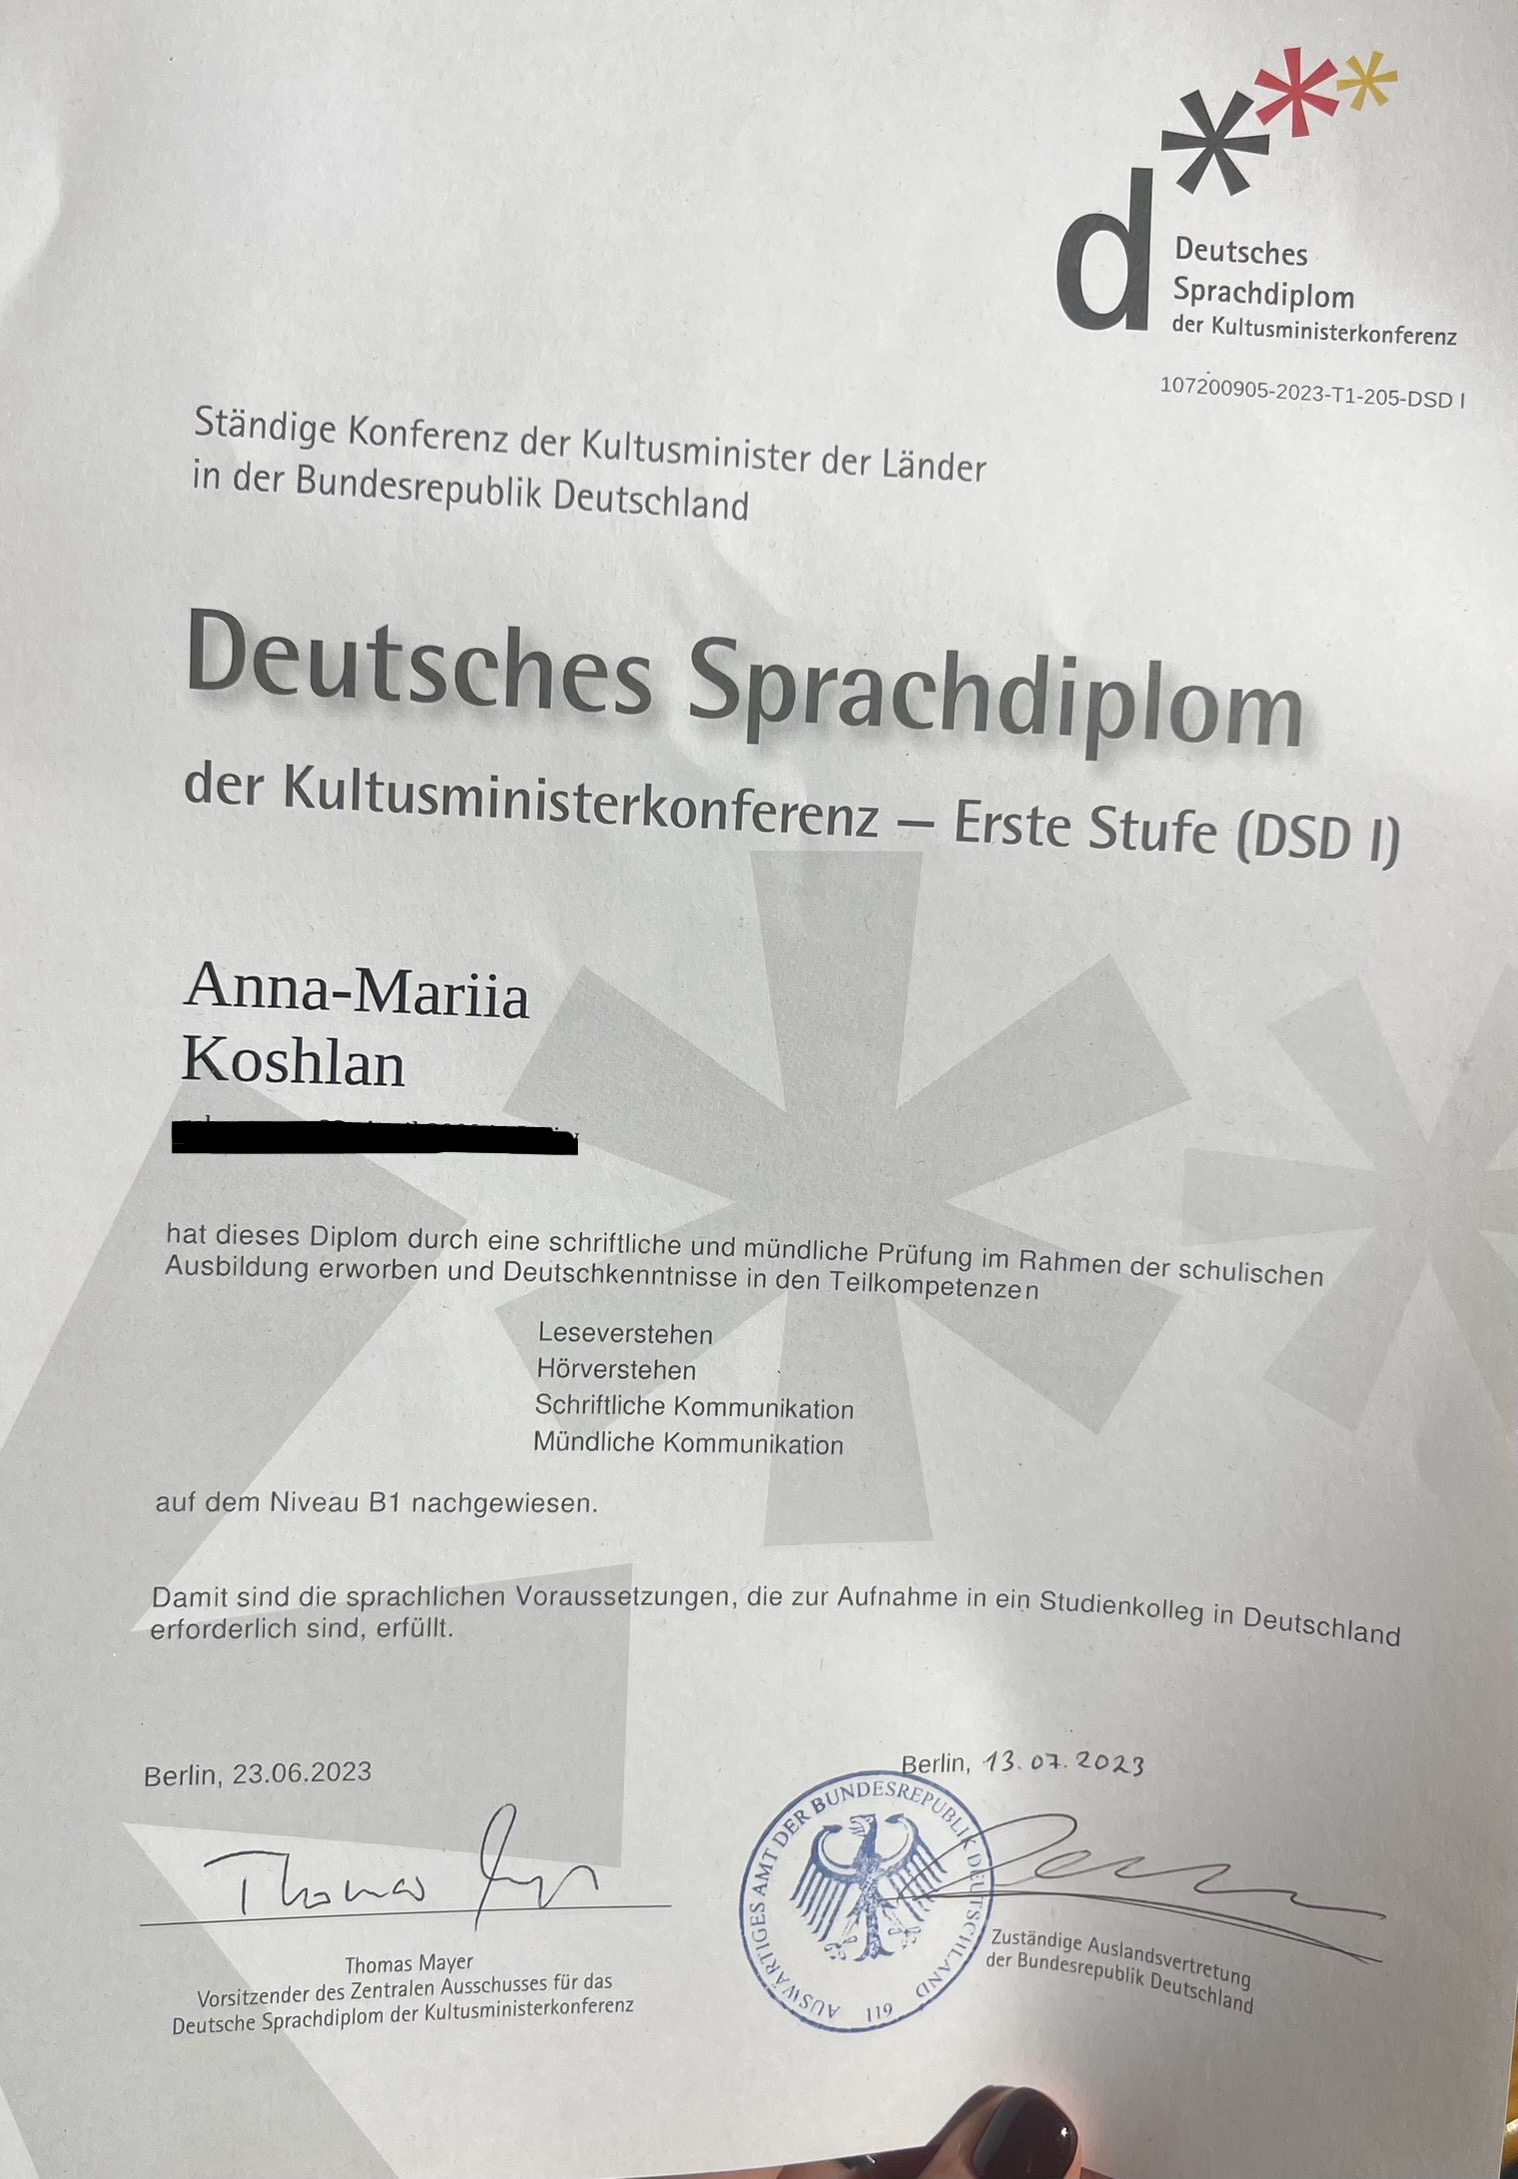 Deutsches
Sprachdiplom
der Kultusministerkonferenz
107200905-2023-T1-205-DSD I
Ständige Konferenz der Kultusminister der Länder
in der Bundesrepublik Deutschland
Deutsches Sprachdiplom
der Kultusministerkonferenz – Erste Stufe (DSD I)
Anna-Mariia
Koshlan
hat dieses Diplom durch eine schriftliche und mündliche Prüfung im Rahmen der schulischen
Ausbildung erworben und Deutschkenntnisse in den Teilkompetenzen
Leseverstehen
Hörverstehen
Schriftliche Kommunikation
Mündliche Kommunikation
auf dem Niveau B1 nachgewiesen.
Damit sind die sprachlichen Voraussetzungen, die zur Aufnahme in ein Studienkolleg in Deutschland
erforderlich sind, erfüllt.
Berlin, 23.06.2023
Thomas
Thomas Mayer
Vorsitzender des Zentralen Ausschusses für das
Deutsche Sprachdiplom der Kultusministerkonferenz
Berlin, 13.07.2023
AUSWÄRTIGES AMT DER BUNDESREPUBLIK DEUTSCHLAND
119
Zuständige Auslandsvertretung
der Bundesrepublik Deutschland